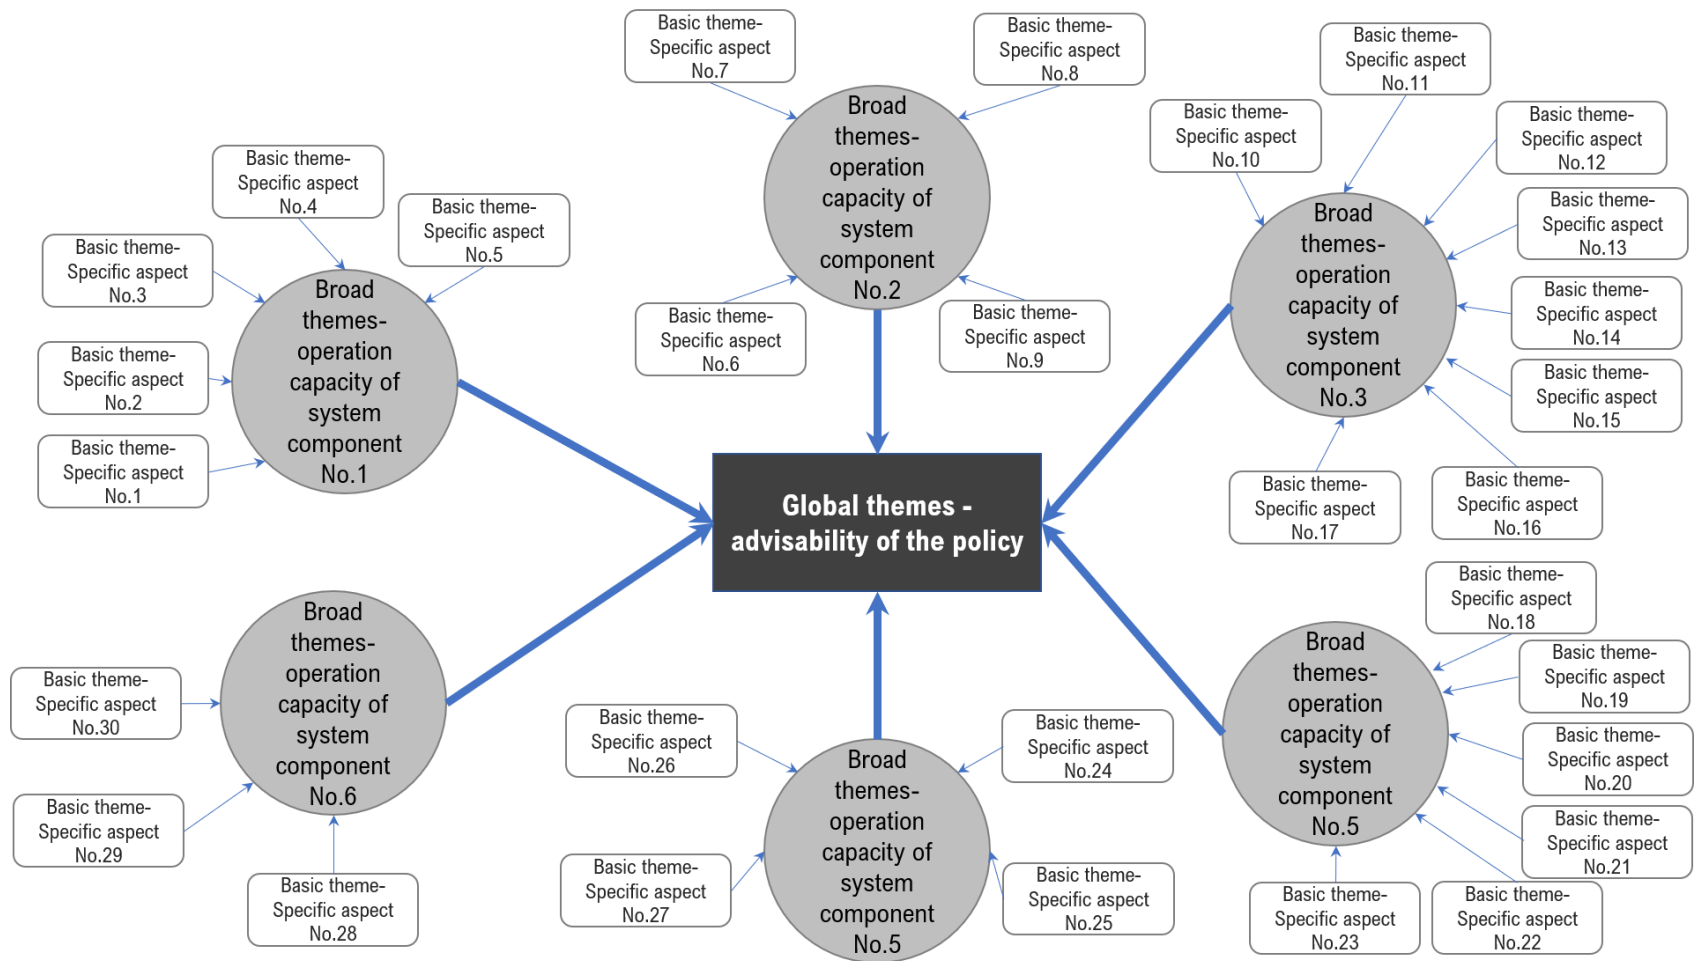 Basic theme-
Specific aspect
No.7
Basic theme-
Specific aspect
No.8
Basic theme-
Specific aspect
No.11
Basic theme-
Specific aspect
No.10
Basic theme-
Specific aspect
No.12
Basic theme-
Specific aspect
No.13
Basic theme-
Specific aspect
No.14
Basic theme-
Specific aspect
No.15
Basic theme-
Specific aspect
No.16
Basic theme-
Specific aspect
No.17
Broad
themes-
operation
capacity of
system
component
No.3
Broad
themes-
operation
capacity of
system
component
No.2
Basic theme-
Specific aspect
No.6
Basic theme-
Specific aspect
No.9
Basic theme-
Specific aspect
No.4
Basic theme-
Specific aspect
No.5
Basic theme-
Specific aspect
No.3
Basic theme-
Specific aspect
No.2
Basic theme-
Specific aspect
No.1
Broad
themes-
operation
capacity of
system
component
No.1
Global themes -
advisability of the policy
Broad
themes-
operation
capacity of
system
component
No.6
Basic theme-
Specific aspect
No.30
Basic theme-
Specific aspect
No.29
Basic theme-
Specific aspect
No.28
Basic theme-
Specific aspect
No.26
Basic theme-
Specific aspect
No.24
Basic theme-
Specific aspect
No.27
Basic theme-
Specific aspect
No.25
Broad
themes-
operation
capacity of
system
component
No.5
Basic theme-
Specific aspect
No.18
Basic theme-
Specific aspect
No.19
Basic theme-
Specific aspect
No.20
Basic theme-
Specific aspect
No.21
Basic theme-
Specific aspect
No.22
Basic theme-
Specific aspect
No.23
Broad
themes-
operation
capacity of
system
component
No.5